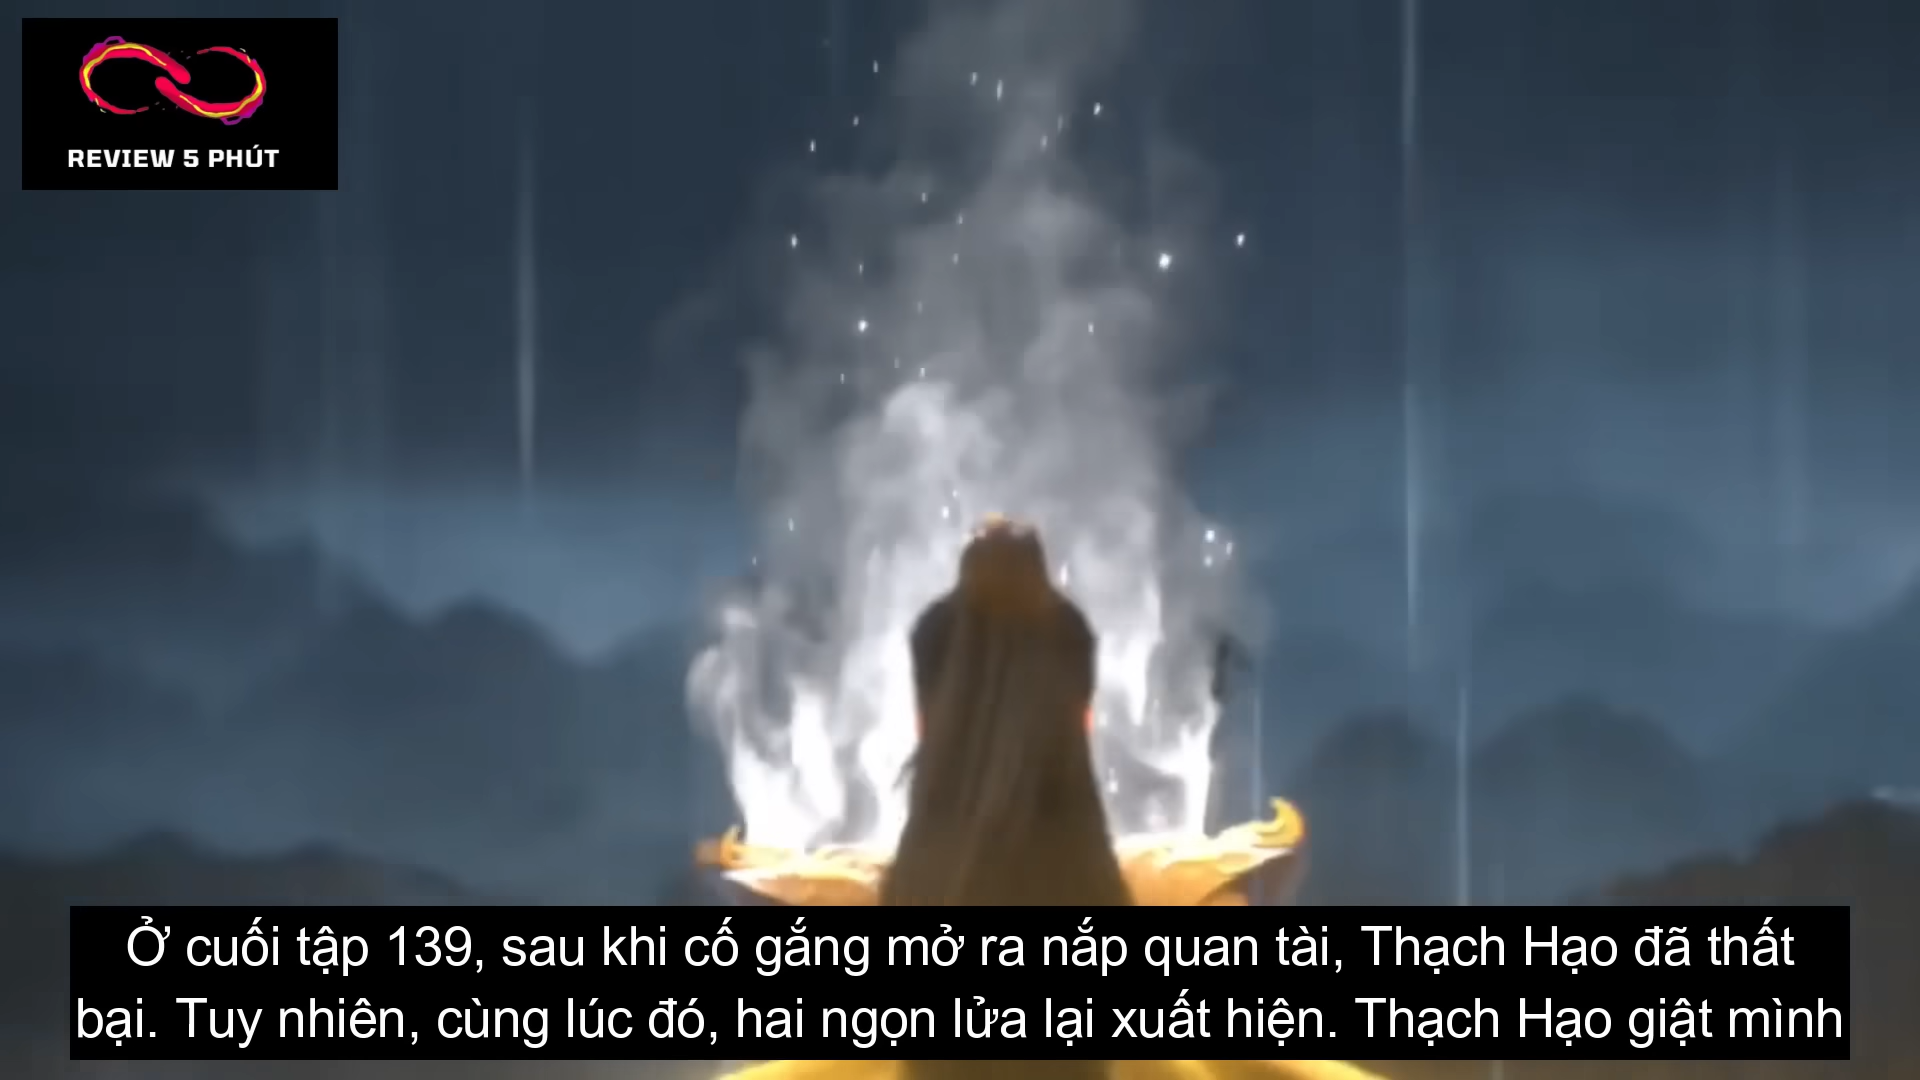 REVIEW 5 PHÚT
Ở cuối tập 139, sau khi cố gắng mở ra nắp quan tài, Thạch Hạo đã thất
bại. Tuy nhiên, cùng lúc đó, hai ngọn lửa lại xuất hiện. Thạch Hạo giật mình